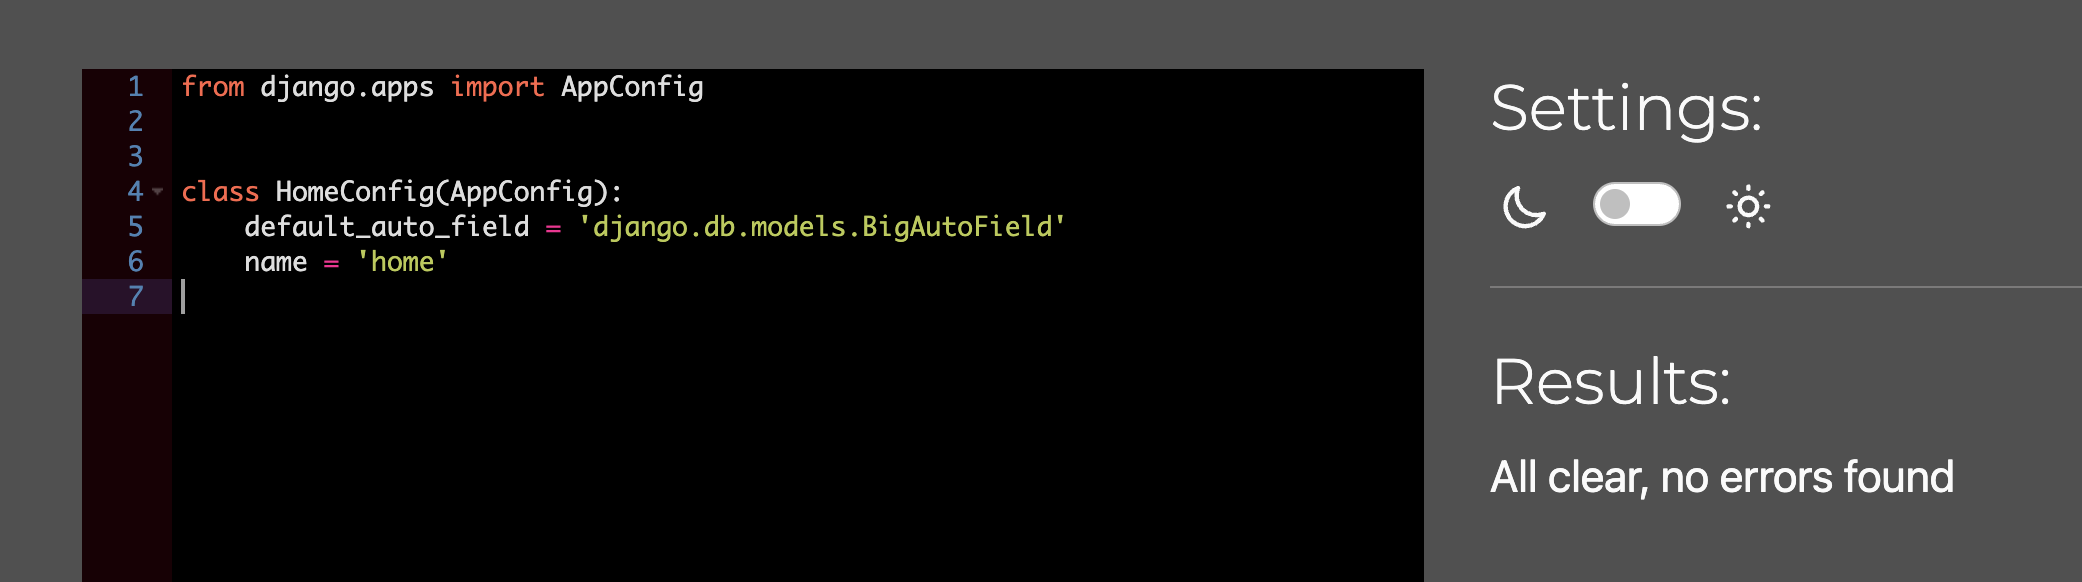 1 from django.apps import AppConfig
2
3
4 class HomeConfig(AppConfig):
5     default_auto_field = 'django.db.models.BigAutoField'
6     name = 'home'
7
Settings:
Results:
All clear, no errors found